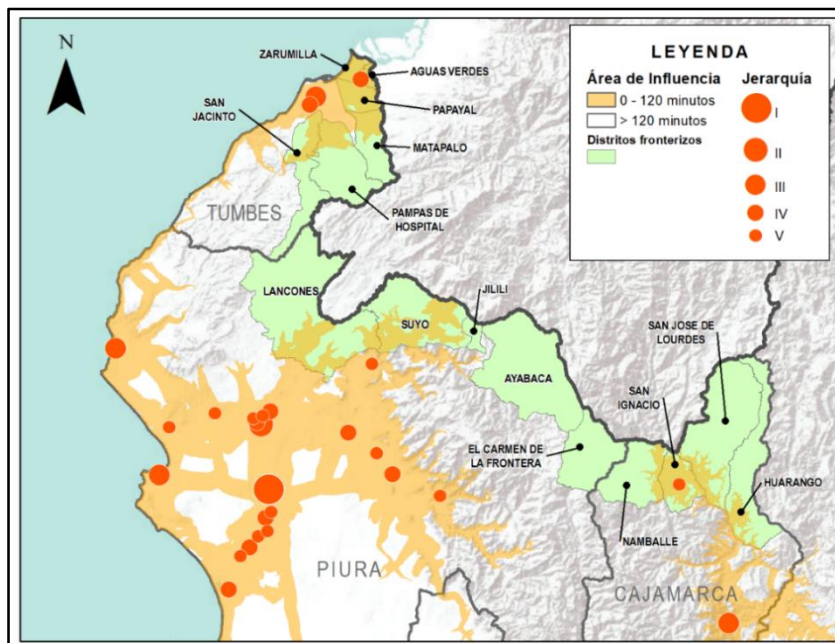 N
ZARUMILLA
AGUAS VERDES
SAN
JACINTO
PAPAYAL
MATAPALO
TUMBES
PAMPAS DE
HOSPITAL
LANCONES
SUYO
JILILI
AYABACA
SAN JOSE DE
LOURDES
SAN
IGNACIO
EL CARMEN DE
LA FRONTERA
HUARANGO
NAMBALLE
PIURA
CAJAMARCA
LEYENDA
Área de Influencia
0 - 120 minutos
> 120 minutos
Distritos fronterizos
Jerarquía
I
II
III
IV
V